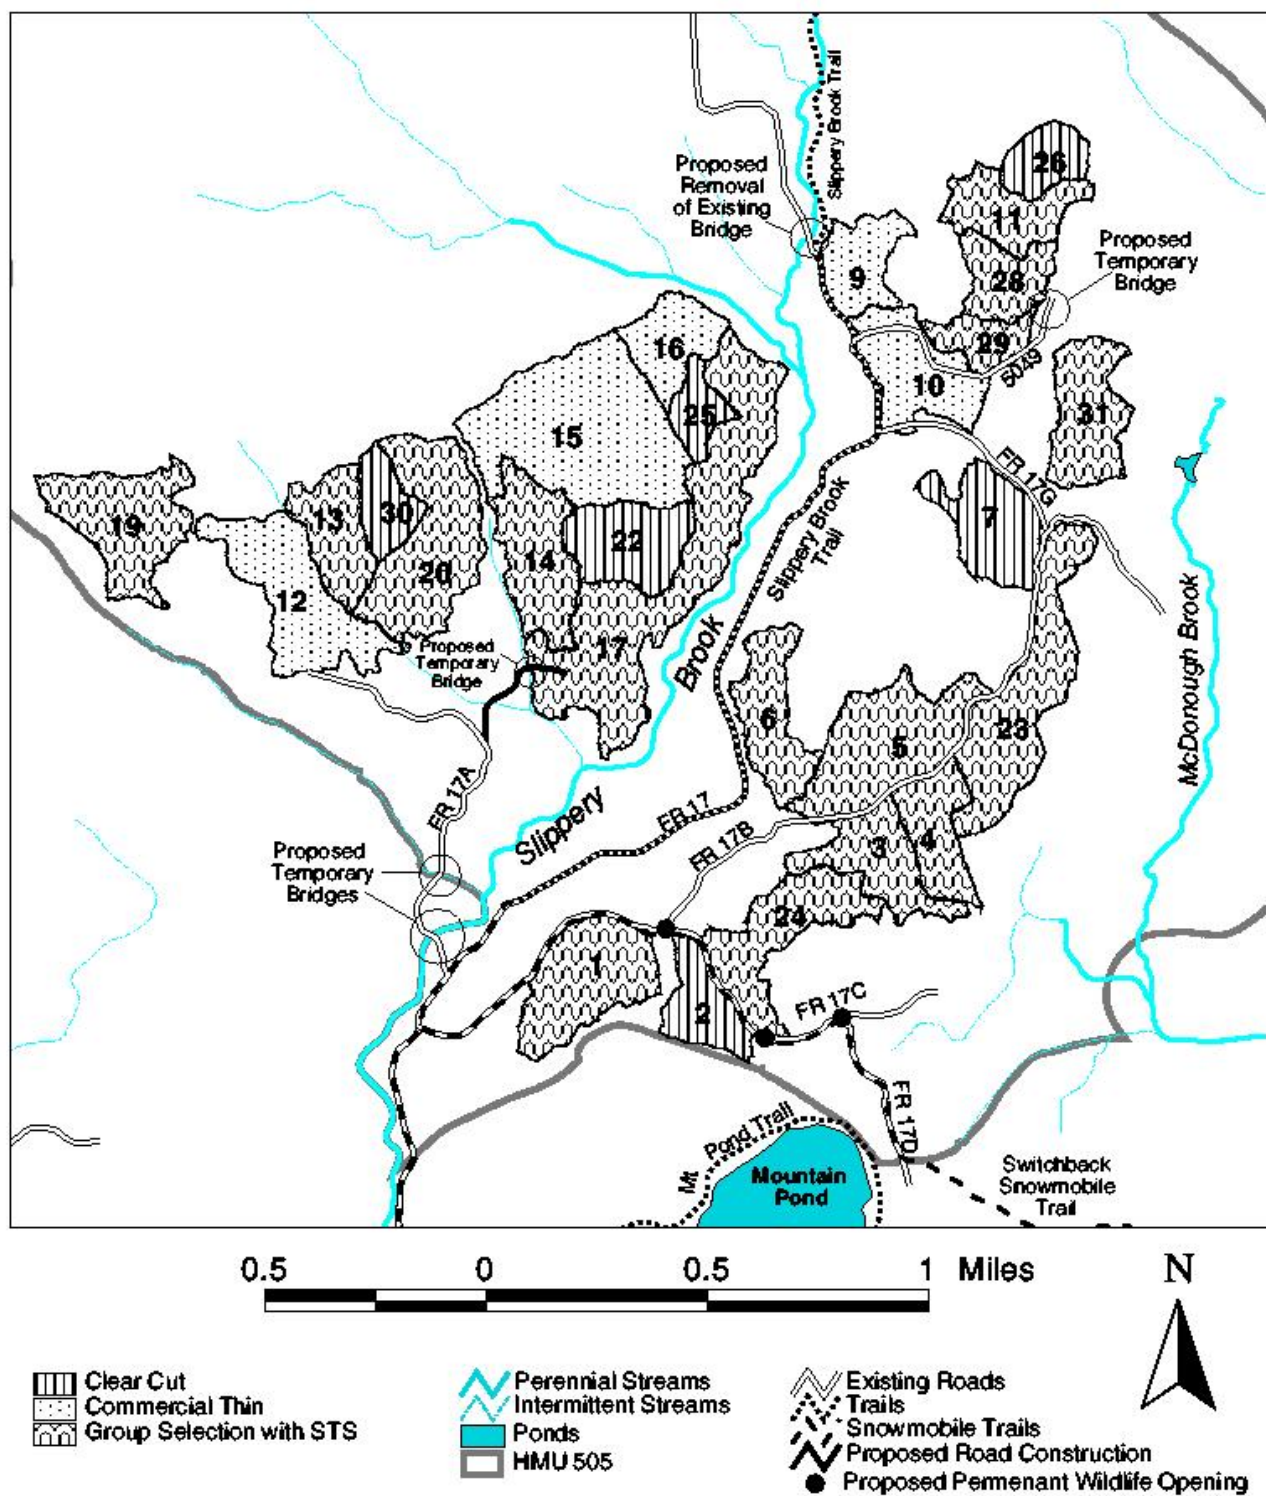 Slippery Brook Trail
Proposed
Removal
of Existing
Bridge
26
11
Proposed
Temporary
Bridge
9
28
29
16
5049
10
25
31
15
FR 17G
19
13
30
7
22
Slippery Brook
Trail
14
20
12
McDonough Brook
Proposed
Temporary
Bridge
17
Brook
6
5
23
FR 17A
Slippery
FR 17
FR 17B
3
4
Proposed
Temporary
Bridges
24
1
2
FR 17C
FR 17D
Mt. Pond Trail
Mountain
Pond
Switchback
Snowmobile
Trail
0.5 0 0.5 1 Miles
N
Clear Cut
Commercial Thin
Group Selection with STS
Perennial Streams
Intermittent Streams
Ponds
HMU 505
Existing Roads
Trails
Snowmobile Trails
Proposed Road Construction
Proposed Permenant Wildlife Opening